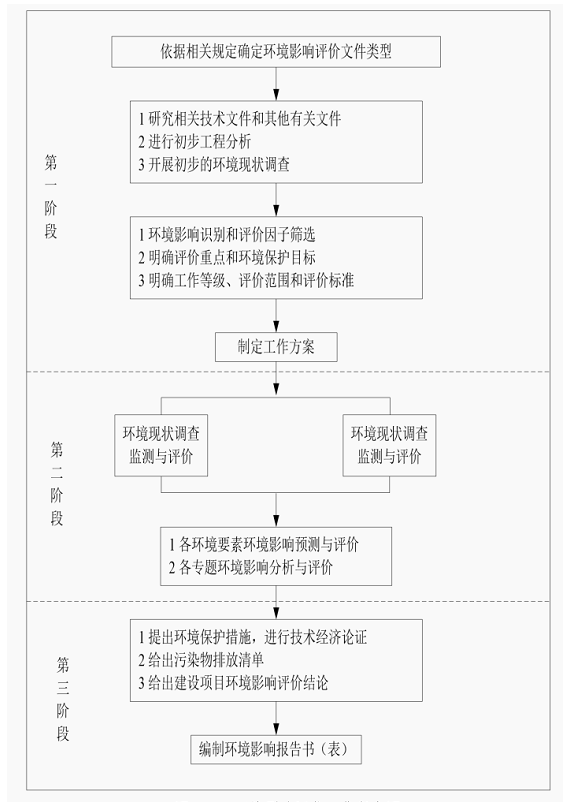 依据相关规定确定环境影响评价文件类型
第一阶段
1 研究相关技术文件和其他有关文件
2 进行初步工程分析
3 开展初步的环境现状调查
1 环境影响识别和评价因子筛选
2 明确评价重点和环境保护目标
3 明确工作等级、评价范围和评价标准
制定工作方案
第二阶段
环境现状调查
监测与评价
环境现状调查
监测与评价
1 各环境要素环境影响预测与评价
2 各专题环境影响分析与评价
第三阶段
1 提出环境保护措施，进行技术经济论证
2 给出污染物排放清单
3 给出建设项目环境影响评价结论
编制环境影响报告书（表）